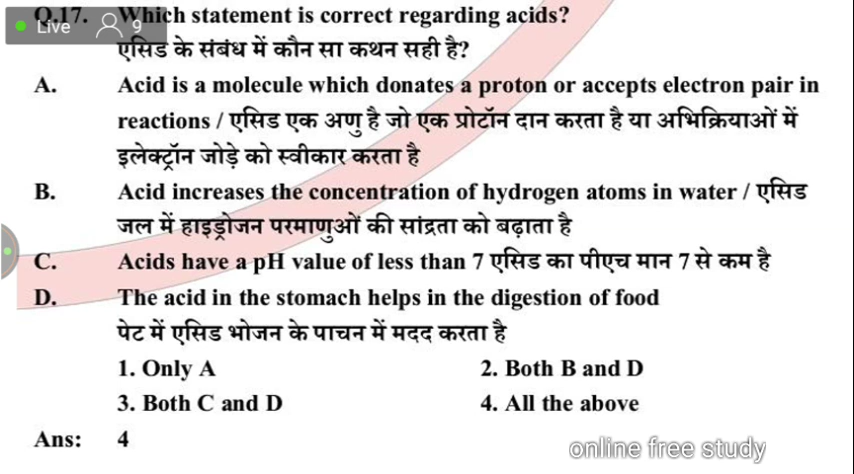 Q.17. Which statement is correct regarding acids?
Live 9
एसिड के संबंध में कौन सा कथन सही है?
A. Acid is a molecule which donates a proton or accepts electron pair in
reactions / एसिड एक अणु है जो एक प्रोटॉन दान करता है या अभिक्रियाओं में
इलेक्ट्रॉन जोड़े को स्वीकार करता है
B. Acid increases the concentration of hydrogen atoms in water / एसिड
जल में हाइड्रोजन परमाणुओं की सांद्रता को बढ़ाता है
C. Acids have a pH value of less than 7 एसिड का पीएच मान 7 से कम है
D. The acid in the stomach helps in the digestion of food
पेट में एसिड भोजन के पाचन में मदद करता है
1. Only A 2. Both B and D
3. Both C and D 4. All the above
Ans: 4
online free study